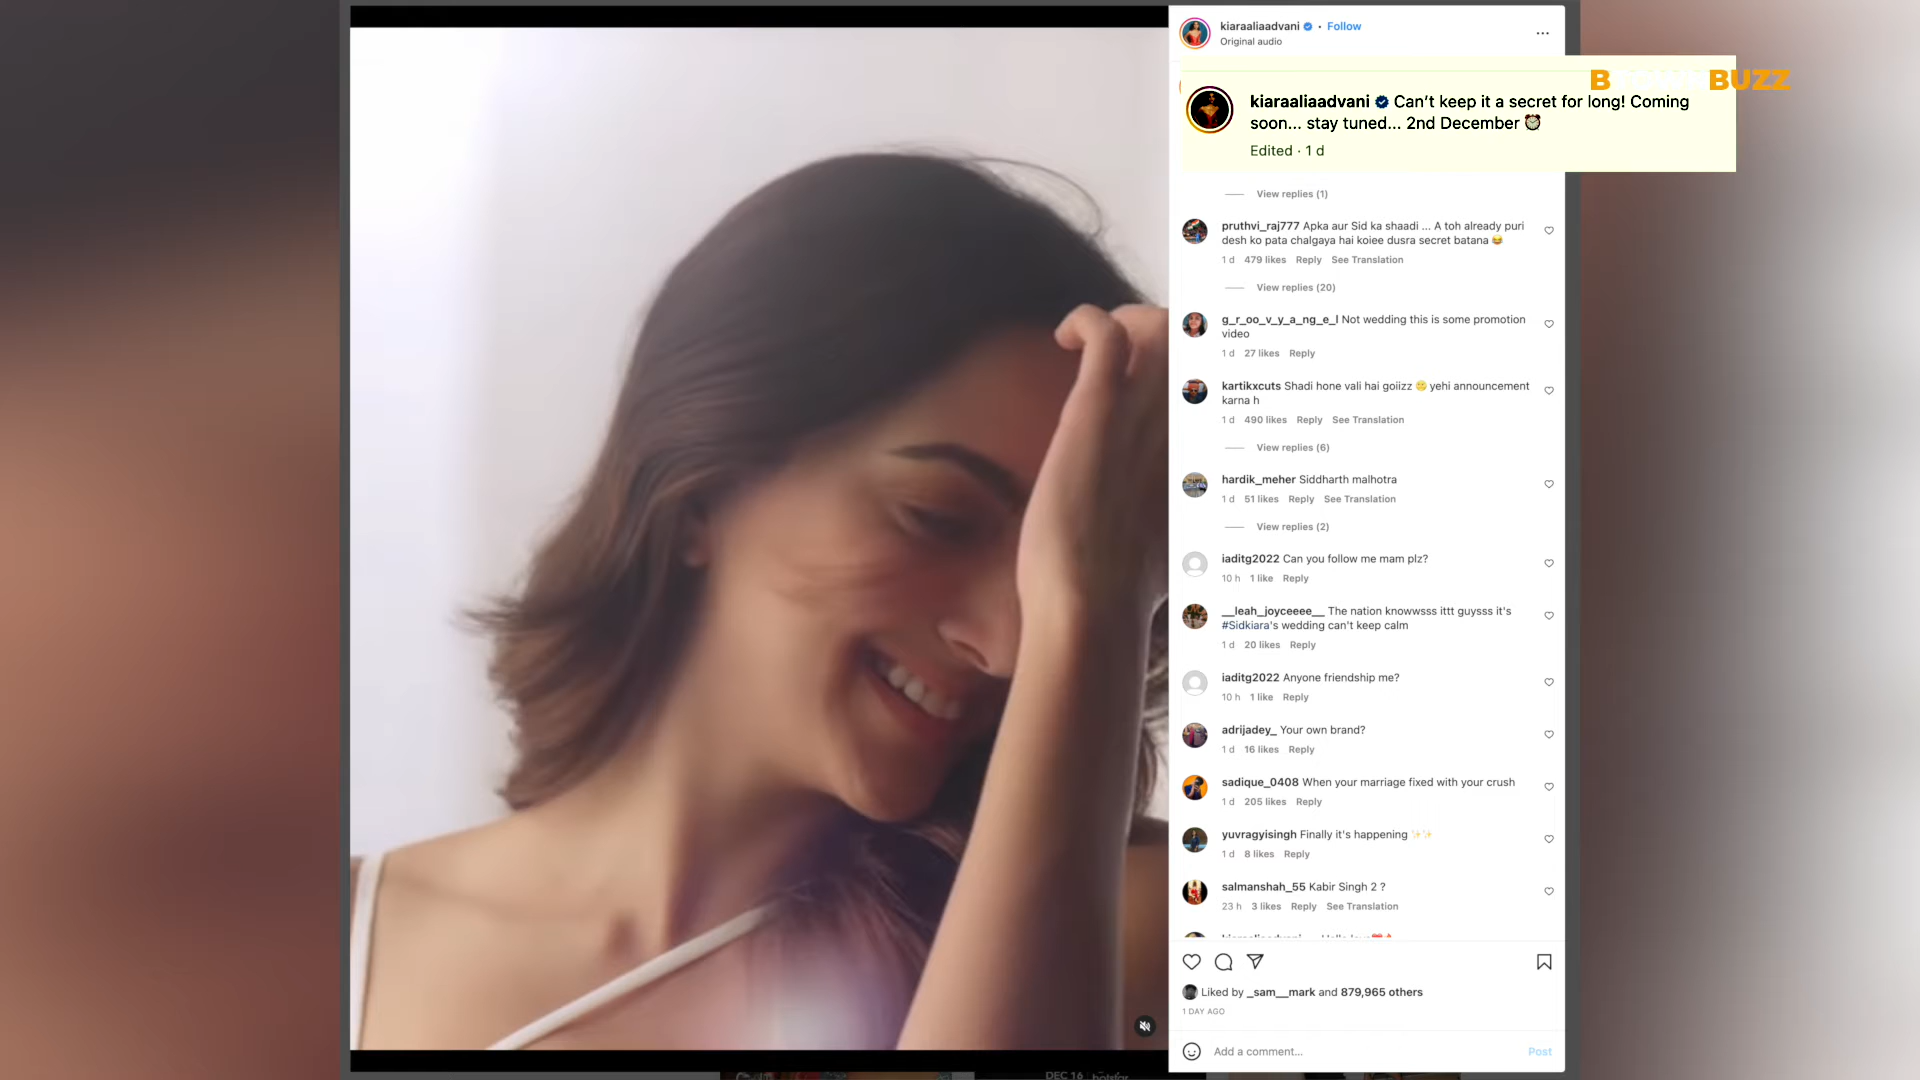 kiaraaliaadvani • Follow
Original audio
B BUZZ
kiaraaliaadvani Can't keep it a secret for long! Coming
soon... stay tuned... 2nd December ⏰
Edited · 1 d
View replies (1)
pruthvi_raj777 Apka aur Sid ka shaadi ... A toh already puri
desh ko pata chalgaya hai koiee dusra secret batana 😂
1 d 479 likes Reply See Translation
View replies (20)
g_r_oo_v_y_a_ng_e_l Not wedding this is some promotion
video
1 d 27 likes Reply
kartikxcuts Shadi hone vali hai goiizz yehi announcement
karna h
1 d 490 likes Reply See Translation
View replies (6)
hardik_meher Siddharth malhotra
1 d 51 likes Reply See Translation
View replies (2)
iaditg2022 Can you follow me mam plz?
10 h 1 like Reply
__leah_joyceeee__ The nation knowwsss ittt guysss it's
#Sidkiara's wedding can't keep calm
1 d 20 likes Reply
iaditg2022 Anyone friendship me?
10 h 1 like Reply
adrijadey_ Your own brand?
1 d 16 likes Reply
sadique_0408 When your marriage fixed with your crush
1 d 205 likes Reply
yuvragyisingh Finally it's happening ✨✨
1 d 8 likes Reply
salmanshah_55 Kabir Singh 2 ?
23 h 3 likes Reply See Translation
Liked by _sam__mark and 879,965 others
1 DAY AGO
Add a comment...
Post
DEC 16 hotstar